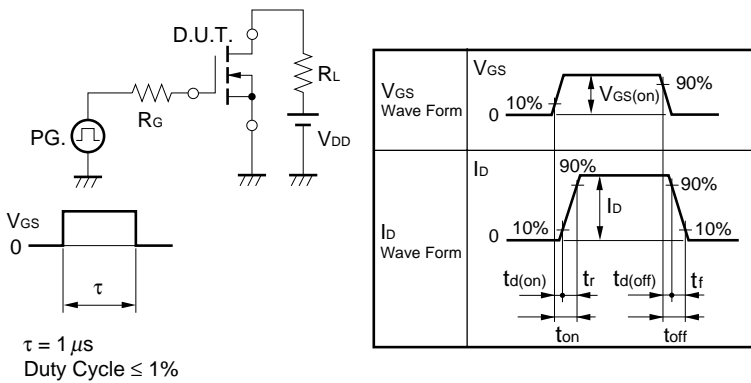 D.U.T.
RL
RG
PG.
VDD
VGS
0
τ
τ = 1 µs
Duty Cycle ≤ 1%
VGS
Wave Form
VGS
10%
0
VGS(on)
90%
ID
Wave Form
ID
90%
90%
10%
0
ID
10%
td(on)
tr
td(off)
tf
ton
toff